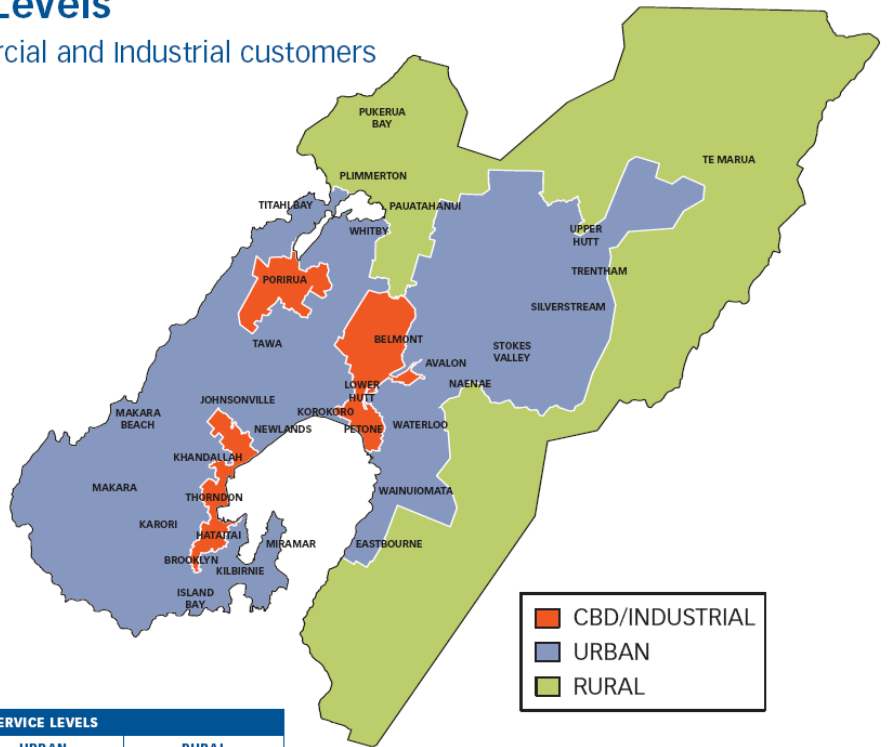 Levels
rcial and Industrial customers
PUKERUA
BAY
TE MARUA
PLIMMERTON
TITAHI BAY
PAUATAHANUI
WHITBY
UPPER
HUTT
TRENTHAM
PORIRUA
SILVERSTREAM
BELMONT
TAWA
STOKES
VALLEY
AVALON
LOWER
HUTT
NAENAE
JOHNSONVILLE
MAKARA
BEACH
KOROKORO
NEWLANDS
PETONE
WATERLOO
KHANDALLAH
MAKARA
WAINUIOMATA
THORNDON
KARORI
HATAITAI
MIRAMAR
EASTBOURNE
BROOKLYN
KILBIRNIE
ISLAND
BAY
CBD/INDUSTRIAL
URBAN
RURAL
ERVICE LEVELS
URBAN
RURAL